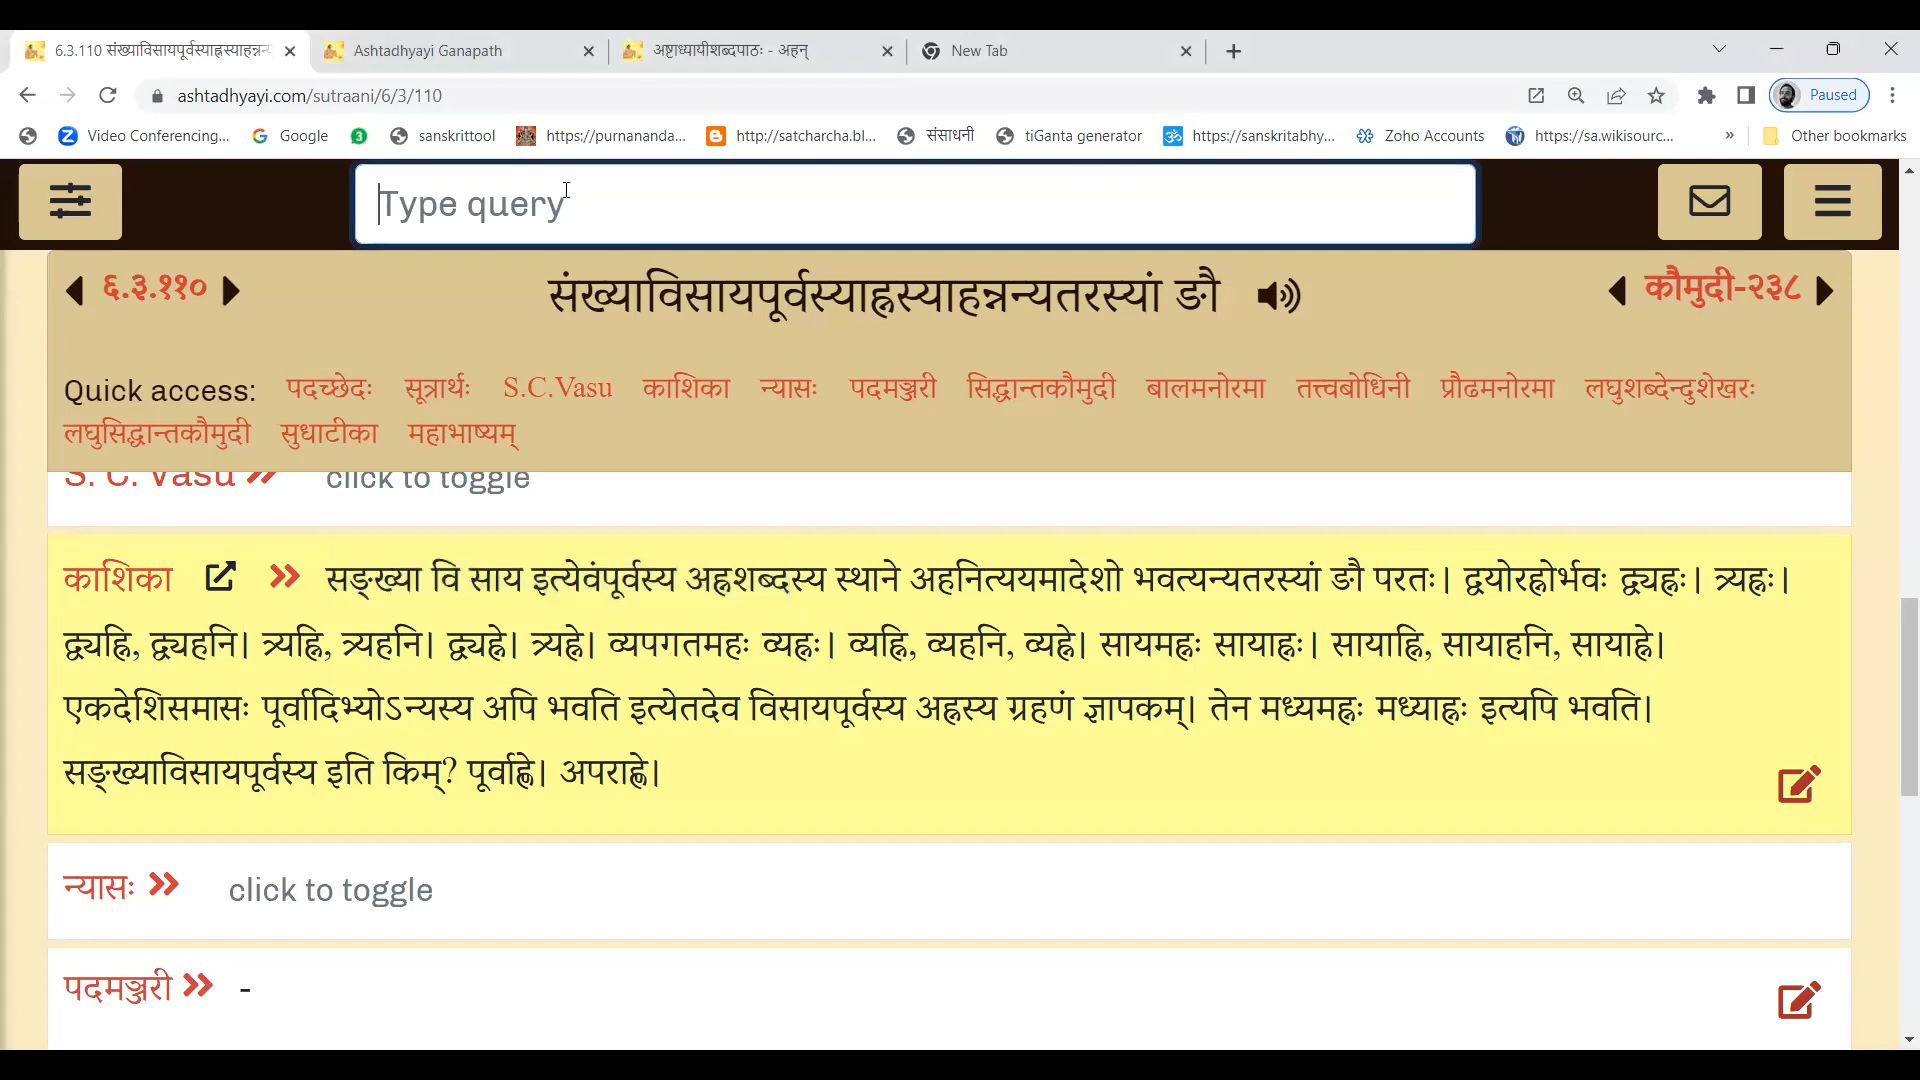 6.3.110 संख्याविसायपूर्वस्याह्नस्याहन्नन्य
Ashtadhyayi Ganapath
अष्टाध्यायीशब्दपाठः - अहन्
New Tab
ashtadhyayi.com/sutraani/6/3/110
Paused
Video Conferencing...
Google
3
sanskrittool
https://purnananda...
http://satcharcha.bl...
संसाधनी
tiGanta generator
https://sanskritabhy...
Zoho Accounts
https://sa.wikisourc...
»
Other bookmarks
Type query
६.३.११०
संख्याविसायपूर्वस्याह्नस्याहन्नन्यतरस्यां ङौ
कौमुदी-२३८
Quick access: पदच्छेदः सूत्रार्थः S.C.Vasu काशिका न्यासः पदमञ्जरी सिद्धान्तकौमुदी बालमनोरमा तत्त्वबोधिनी प्रौढमनोरमा लघुशब्देन्दुशेखरः
लघुसिद्धान्तकौमुदी सुधाटीका महाभाष्यम्
S. C. Vasu click to toggle
काशिका सङ्ख्या वि साय इत्येवंपूर्वस्य अह्नशब्दस्य स्थाने अहनित्ययमादेशो भवत्यन्यतरस्यां ङौ परतः। द्वयोरह्नोर्भवः द्व्यह्नः। त्र्यह्नः।
द्व्यह्नि, द्व्यहनि। त्र्यह्नि, त्र्यहनि। द्व्यह्ने। त्र्यह्ने। व्यपगतमहः व्यह्नः। व्यह्नि, व्यहनि, व्यह्ने। सायमह्नः सायाह्नः। सायाह्नि, सायाहनि, सायाह्ने।
एकदेशिसमासः पूर्वादिभ्योऽन्यस्य अपि भवति इत्येतदेव विसायपूर्वस्य अह्नस्य ग्रहणं ज्ञापकम्। तेन मध्यमह्नः मध्याह्नः इत्यपि भवति।
सङ्ख्याविसायपूर्वस्य इति किम्? पूर्वाह्णे। अपराह्णे।
न्यासः click to toggle
पदमञ्जरी -